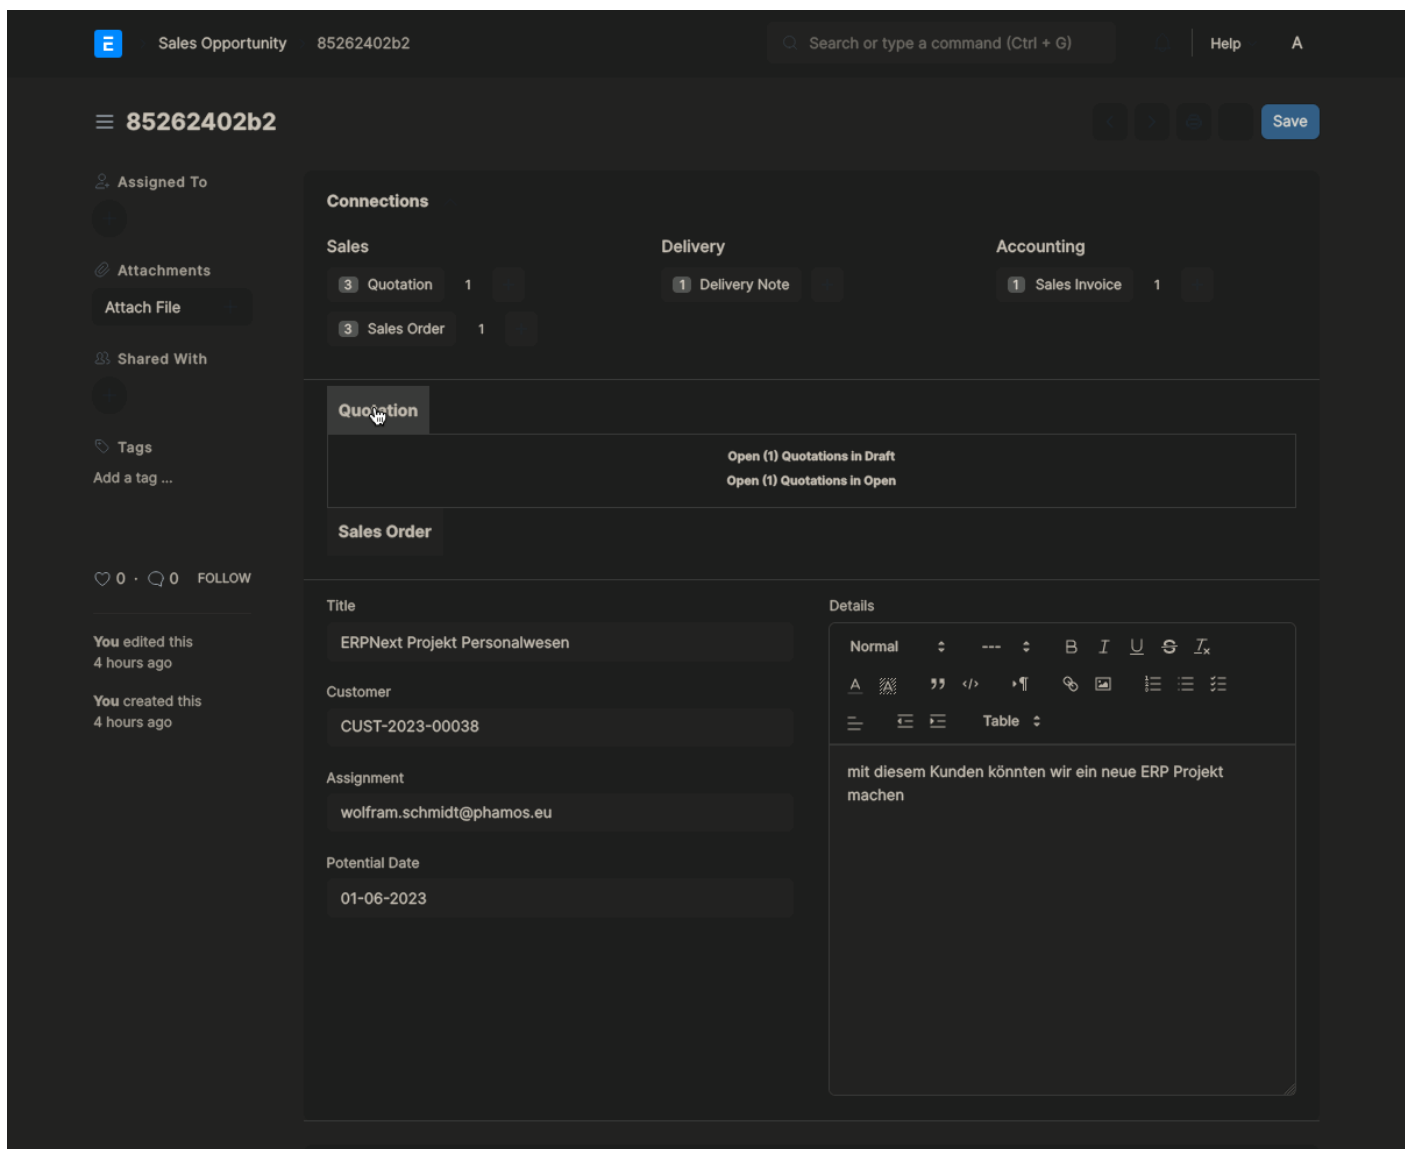 E Sales Opportunity 85262402b2 Search or type a command (Ctrl + G) Help A
85262402b2 Save
Assigned To
Attachments
Attach File
Shared With
Tags
Add a tag ...
0 · 0 FOLLOW
You edited this
4 hours ago
You created this
4 hours ago
Connections
Sales Delivery Accounting
3 Quotation 1 1 Delivery Note 1 Sales Invoice 1
3 Sales Order 1
Quotation
Open (1) Quotations in Draft
Open (1) Quotations in Open
Sales Order
Title
ERPNext Projekt Personalwesen
Customer
CUST-2023-00038
Assignment
wolfram.schmidt@phamos.eu
Potential Date
01-06-2023
Details
Normal --- B I U S Tx
A A ” </> ¶
Table
mit diesem Kunden könnten wir ein neue ERP Projekt
machen